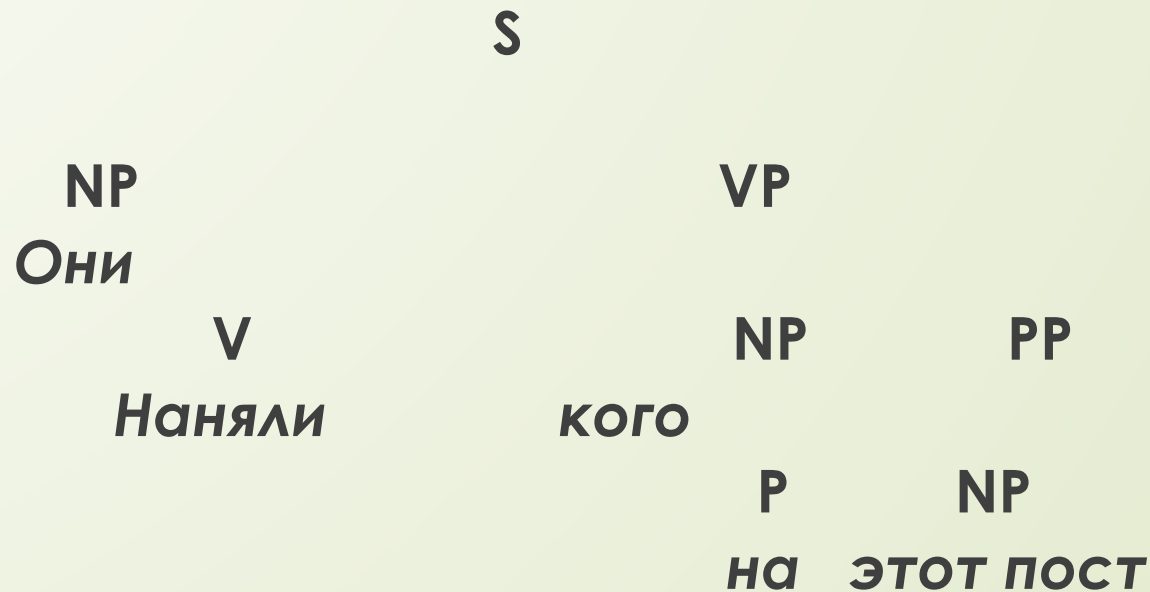 S
NP VP
Они
V NP PP
Наняли кого
P NP
на этот пост